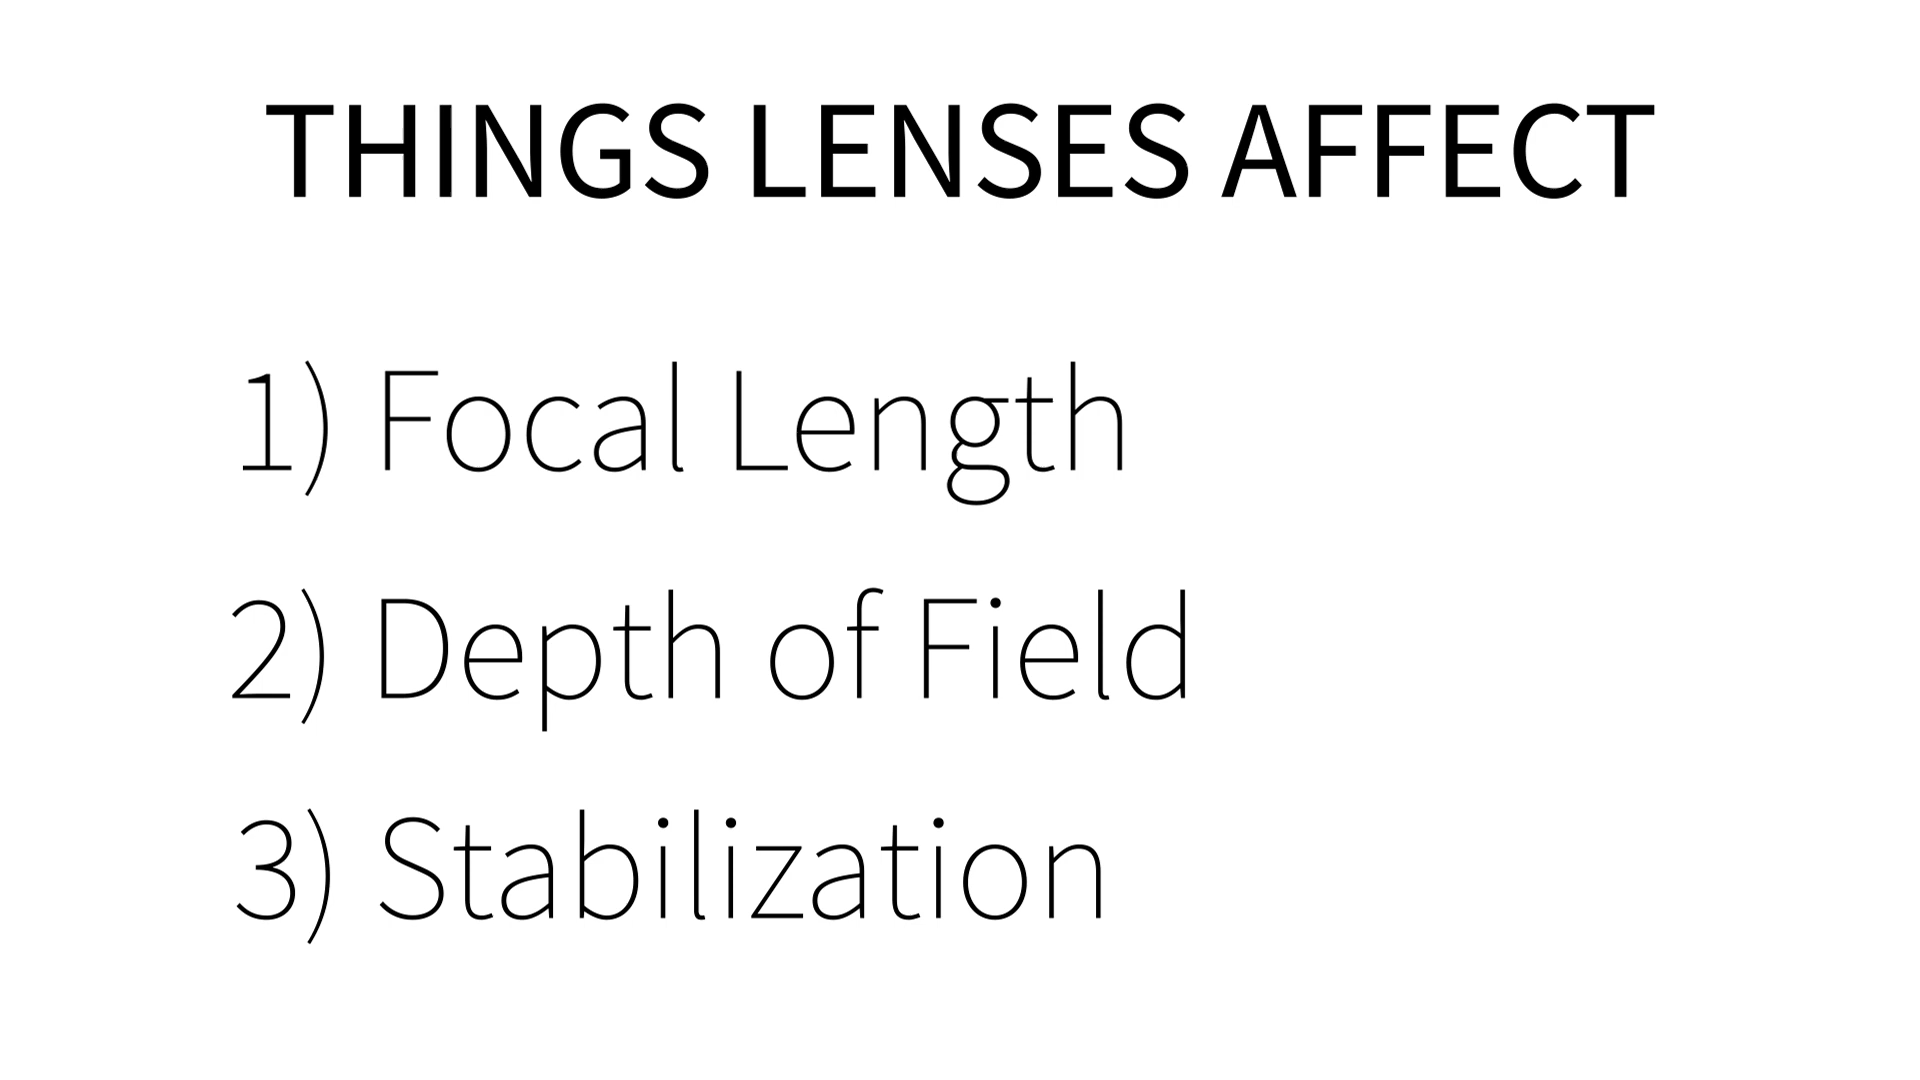 THINGS LENSES AFFECT
1) Focal Length
2) Depth of Field
3) Stabilization